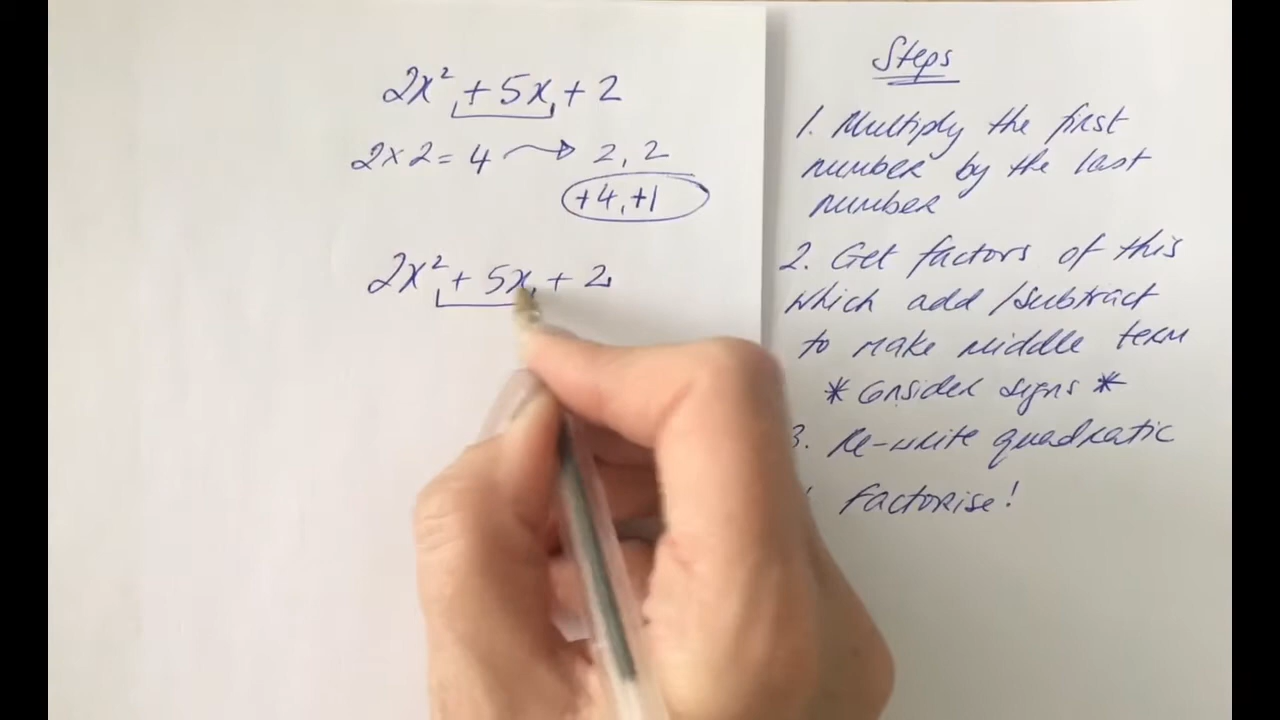 2x² + 5x + 2
2 × 2 = 4 → 2, 2
+4, +1
2x² + 5x + 2
Steps
1. Multiply the first
number by the last
number
2. Get factors of this
which add /subtract
to make middle term
* Consider signs *
3. Re-write quadratic
Factorise!